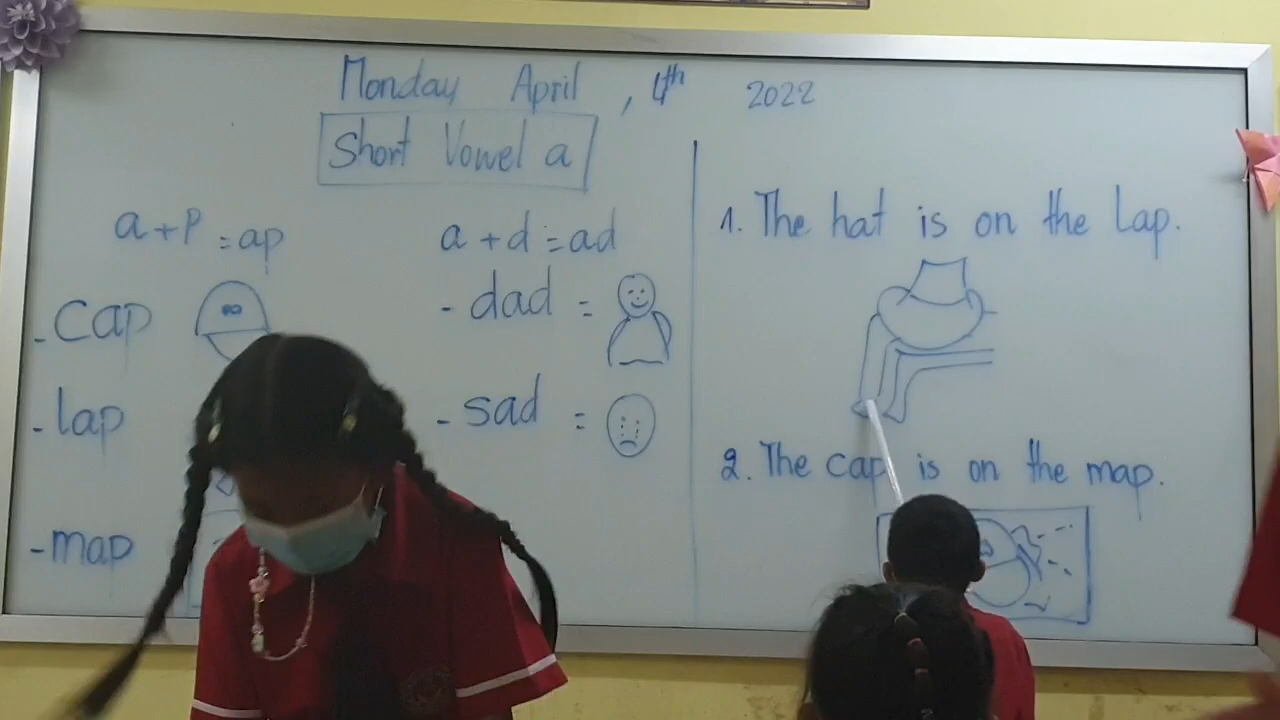 Monday April , 4th 2022
Short Vowel a
a+p=ap
- cap
- lap
- map
a+d=ad
- dad =
- sad =
1. The hat is on the Lap.
2. The cap is on the map.